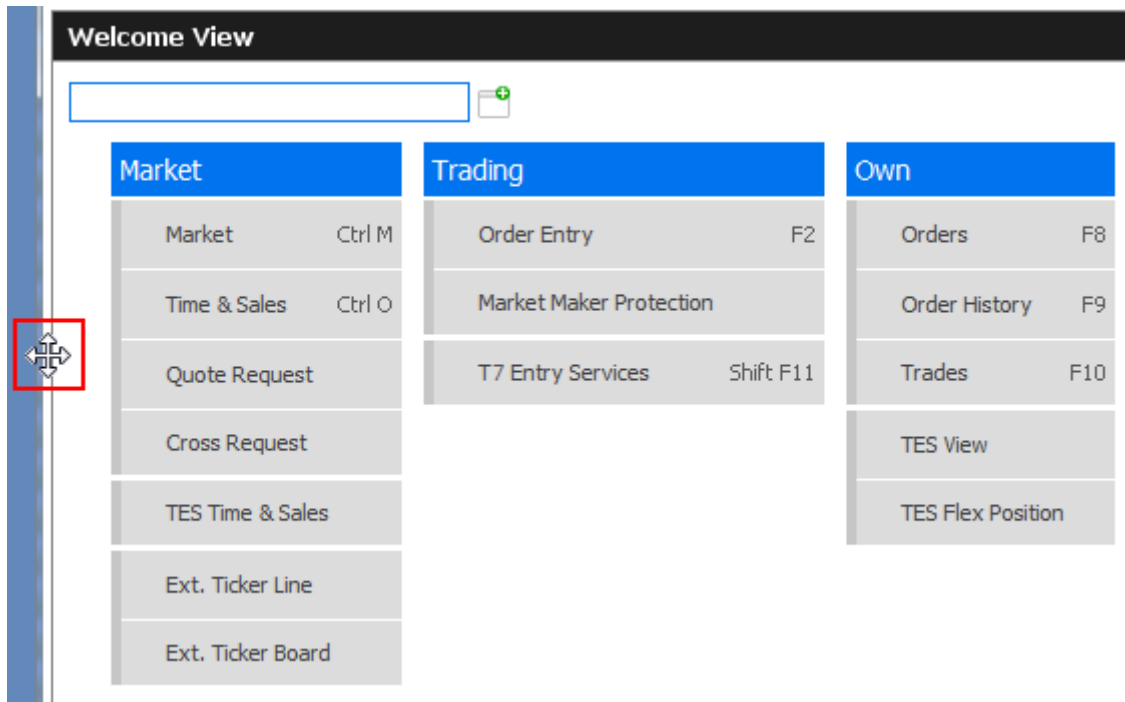 Welcome View
Market Trading Own
Market Ctrl M Order Entry F2 Orders F8
Time & Sales Ctrl O Market Maker Protection Order History F9
Quote Request T7 Entry Services Shift F11 Trades F10
Cross Request TES View
TES Time & Sales TES Flex Position
Ext. Ticker Line
Ext. Ticker Board